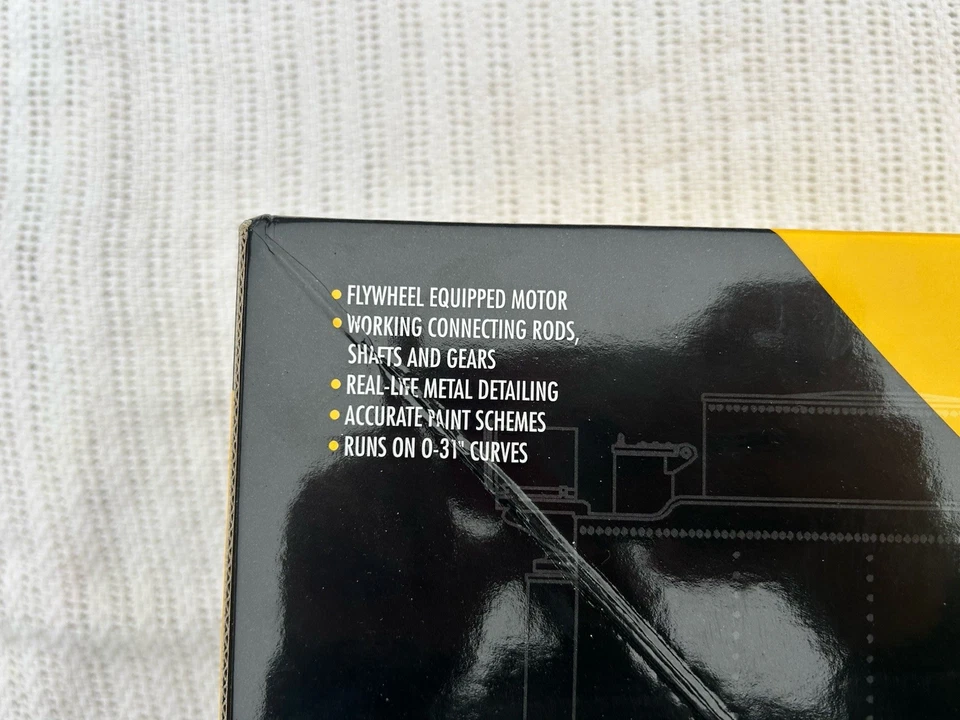 • FLYWHEEL EQUIPPED MOTOR
• WORKING CONNECTING RODS,
SHAFTS AND GEARS
• REAL-LIFE METAL DETAILING
• ACCURATE PAINT SCHEMES
• RUNS ON O-31" CURVES